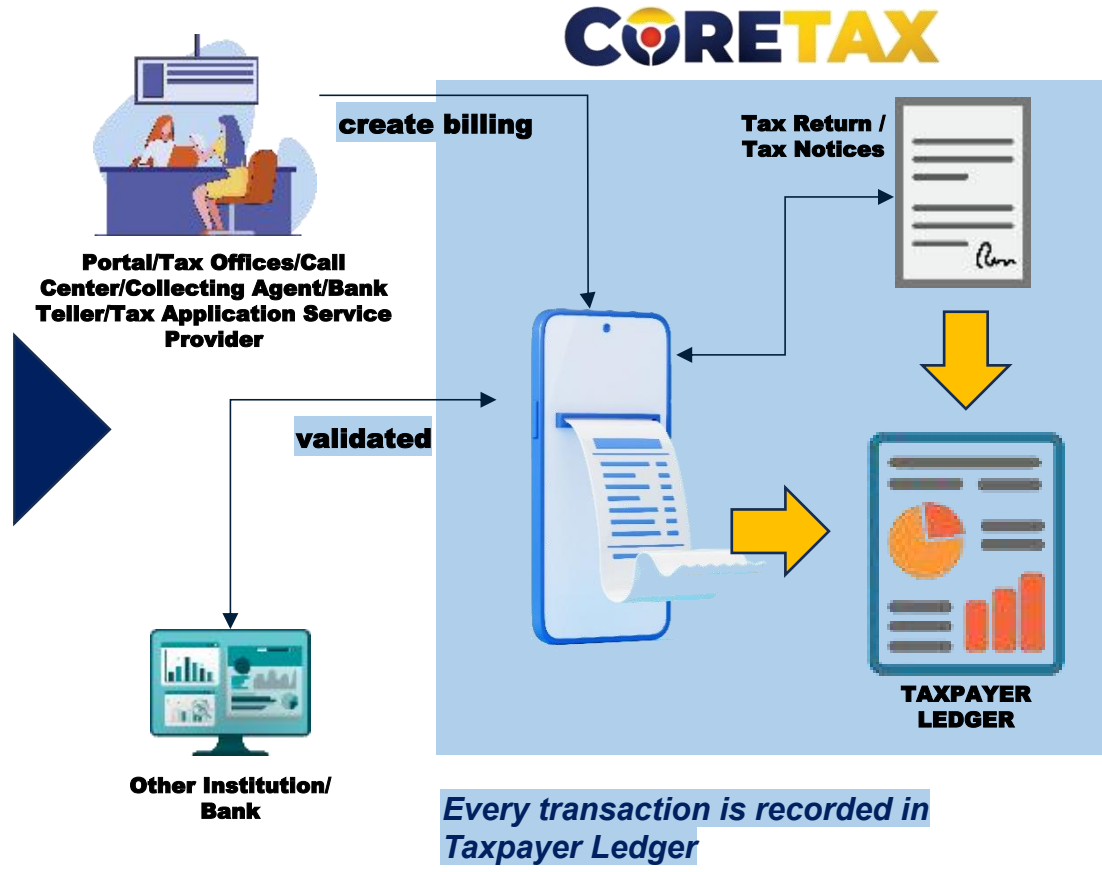 CORETAX
create billing
Tax Return /
Tax Notices
Portal/Tax Offices/Call
Center/Collecting Agent/Bank
Teller/Tax Application Service
Provider
validated
TAXPAYER
LEDGER
Other Institution/
Bank
Every transaction is recorded in
Taxpayer Ledger